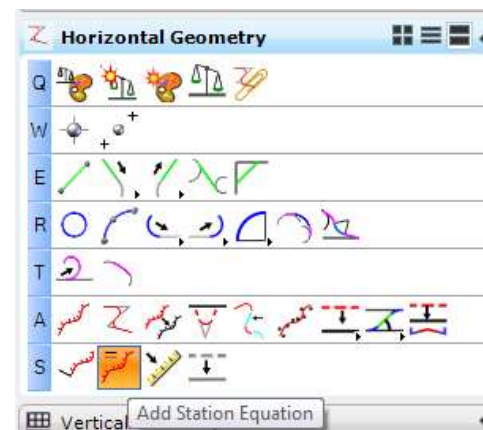 Horizontal Geometry
Q
W
E
R
T
A
S
Vertical
Add Station Equation